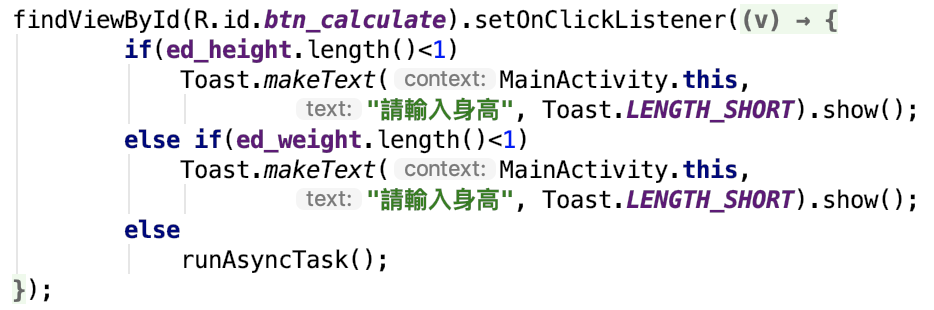 findViewById(R.id.btn_calculate).setOnClickListener((v) → {
if(ed_height.length()<1)
Toast.makeText( context: MainActivity.this,
text: "請輸入身高", Toast.LENGTH_SHORT).show();
else if(ed_weight.length()<1)
Toast.makeText( context: MainActivity.this,
text: "請輸入身高", Toast.LENGTH_SHORT).show();
else
runAsyncTask();
});